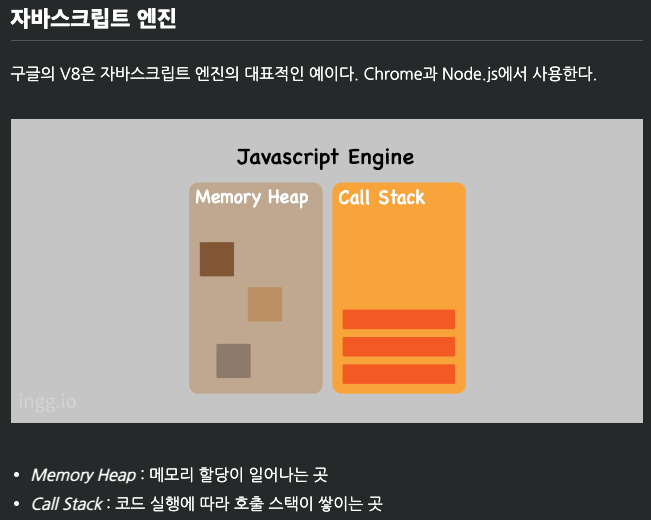 자바스크립트 엔진
구글의 V8은 자바스크립트 엔진의 대표적인 예이다. Chrome과 Node.js에서 사용한다.
Javascript Engine
Memory Heap
Call Stack
ingg.io
• Memory Heap : 메모리 할당이 일어나는 곳
• Call Stack : 코드 실행에 따라 호출 스택이 쌓이는 곳